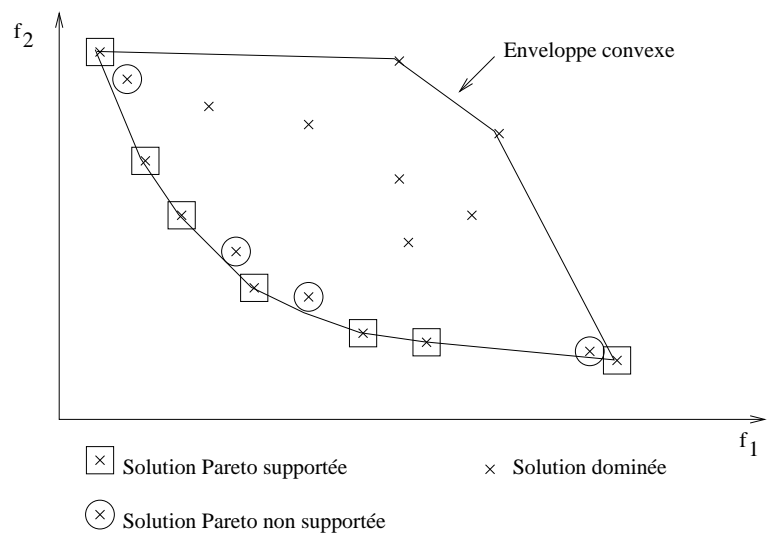 f2
Enveloppe convexe
f1
Solution Pareto supportée
Solution dominée
Solution Pareto non supportée